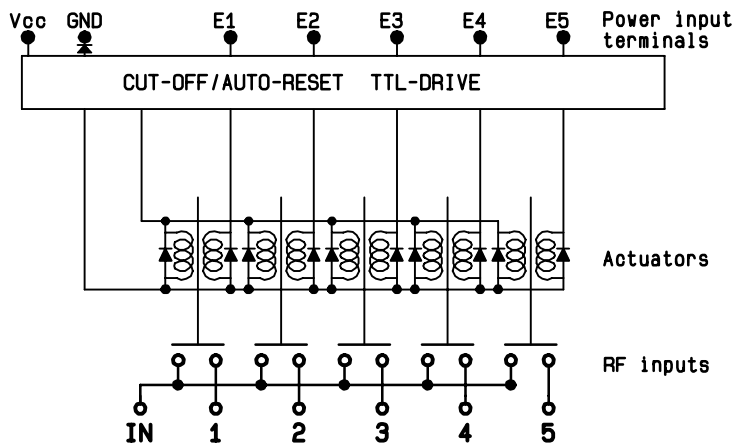 Vcc GND E1 E2 E3 E4 E5 Power input
terminals
CUT-OFF/AUTO-RESET TTL-DRIVE
Actuators
RF inputs
IN 1 2 3 4 5